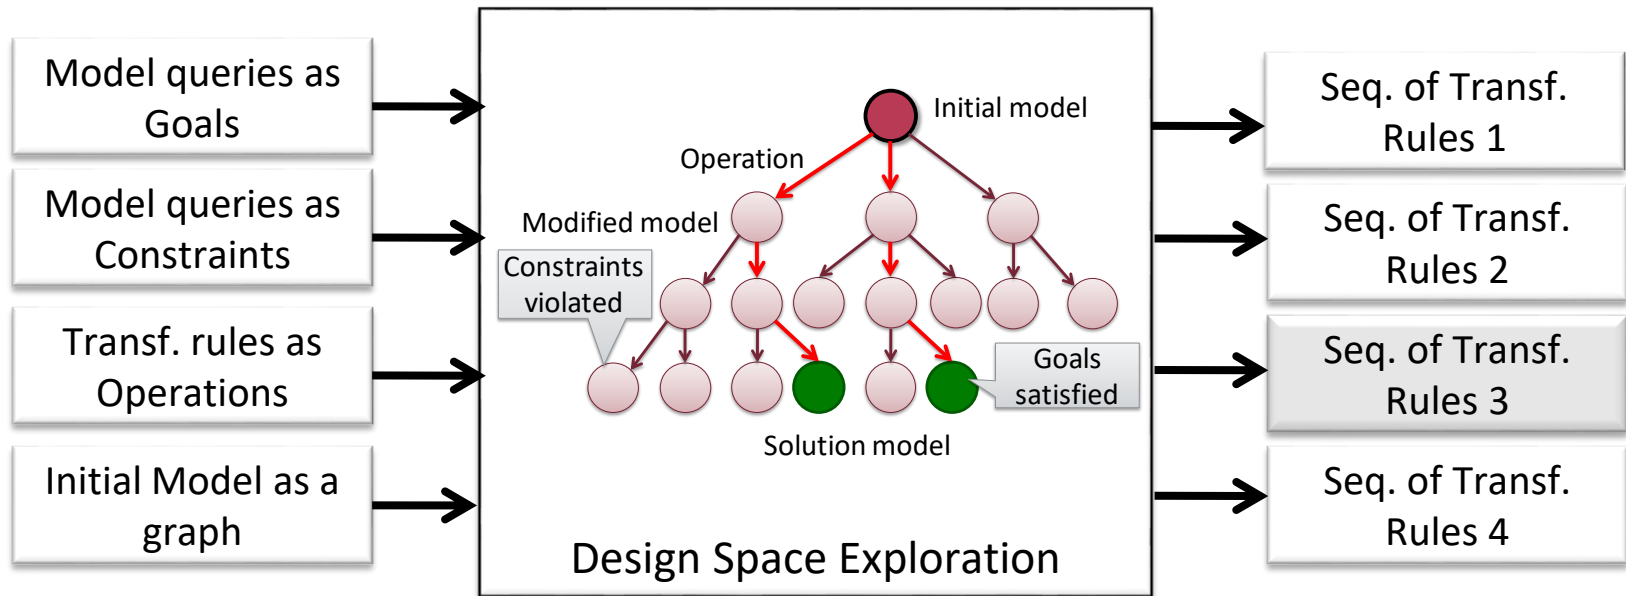 Model queries as
Goals
Model queries as
Constraints
Transf. rules as
Operations
Initial Model as a
graph
Initial model
Operation
Modified model
Constraints
violated
Goals
satisfied
Solution model
Design Space Exploration
Seq. of Transf.
Rules 1
Seq. of Transf.
Rules 2
Seq. of Transf.
Rules 3
Seq. of Transf.
Rules 4